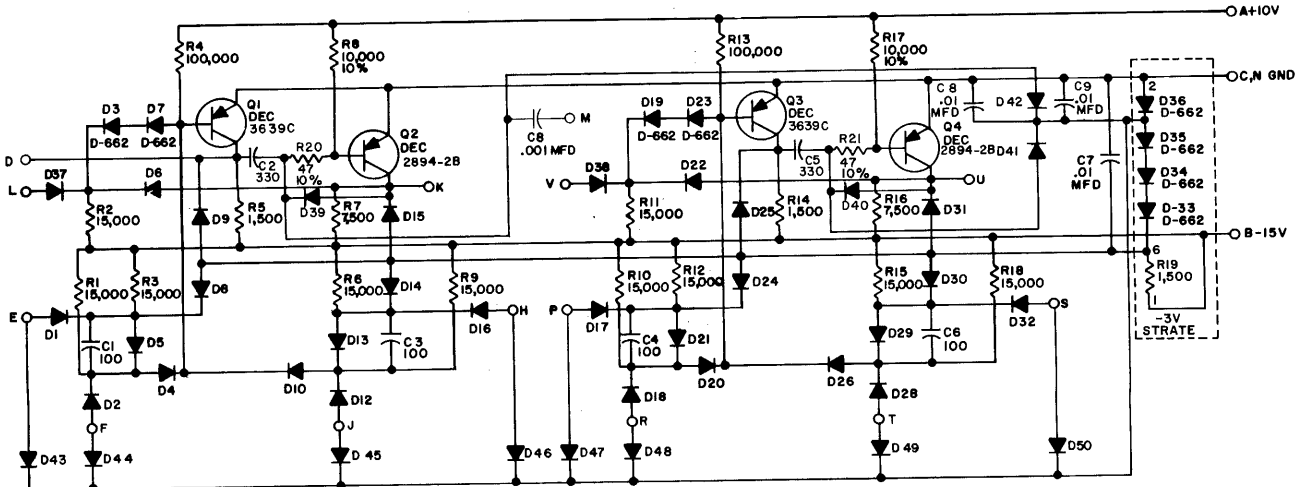 A+10V
R4
100,000
R8
10,000
10%
R13
100,000
R17
10,000
10%
C,N GND
D3
D-662
D7
D-662
Q1
DEC
3639C
Q2
DEC
2894-2B
C8
.001 MFD
M
D19
D-662
D23
D-662
Q3
DEC
3639C
Q4
DEC
2894-2B
C8
.01
MFD
D42
C9
.01
MFD
D41
C7
.01
MFD
2
D36
D-662
D35
D-662
D34
D-662
D-33
D-662
D
L
D37
D6
C2
330
R20
47
10%
K
V
D38
D22
C5
330
R21
47
10%
U
R2
15,000
D9
R5
1,500
D39
R7
7,500
D15
R11
15,000
D25
R14
1,500
D40
R16
7,500
D31
B-15V
6
R19
1,500
-3V
STRATE
R1
15,000
R3
15,000
D8
R6
15,000
D14
R9
15,000
R10
15,000
R12
15,000
D24
R15
15,000
D30
R18
15,000
E
D1
C1
100
D5
D4
D13
C3
100
D16
H
P
D17
C4
100
D21
D20
D29
C6
100
D32
S
D2
F
D10
D12
J
D18
R
D26
D28
T
D43
D44
D45
D46
D47
D48
D49
D50